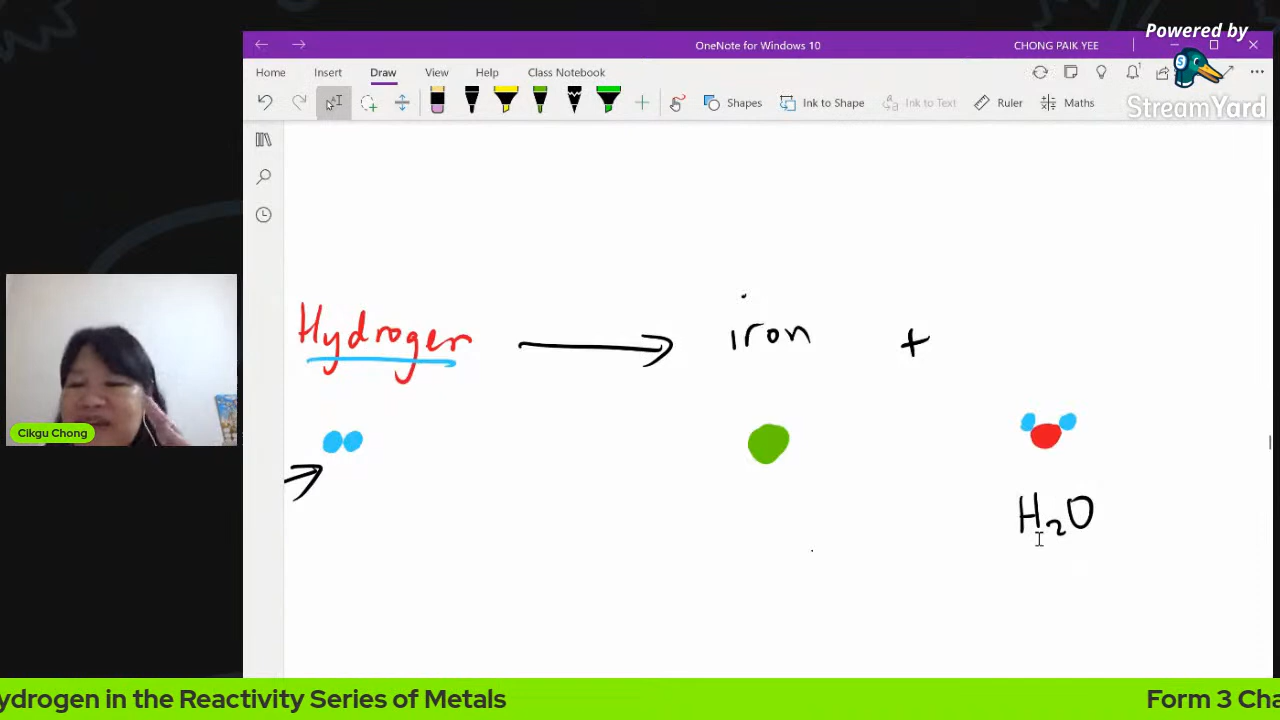 Powered by
StreamYard
OneNote for Windows 10
CHONG PAIK YEE
Home Insert Draw View Help Class Notebook
Shapes Ink to Shape Ink to Text Ruler Maths
Hydrogen → iron +
H₂O
Cikgu Chong
ydrogen in the Reactivity Series of Metals
Form 3 Cha